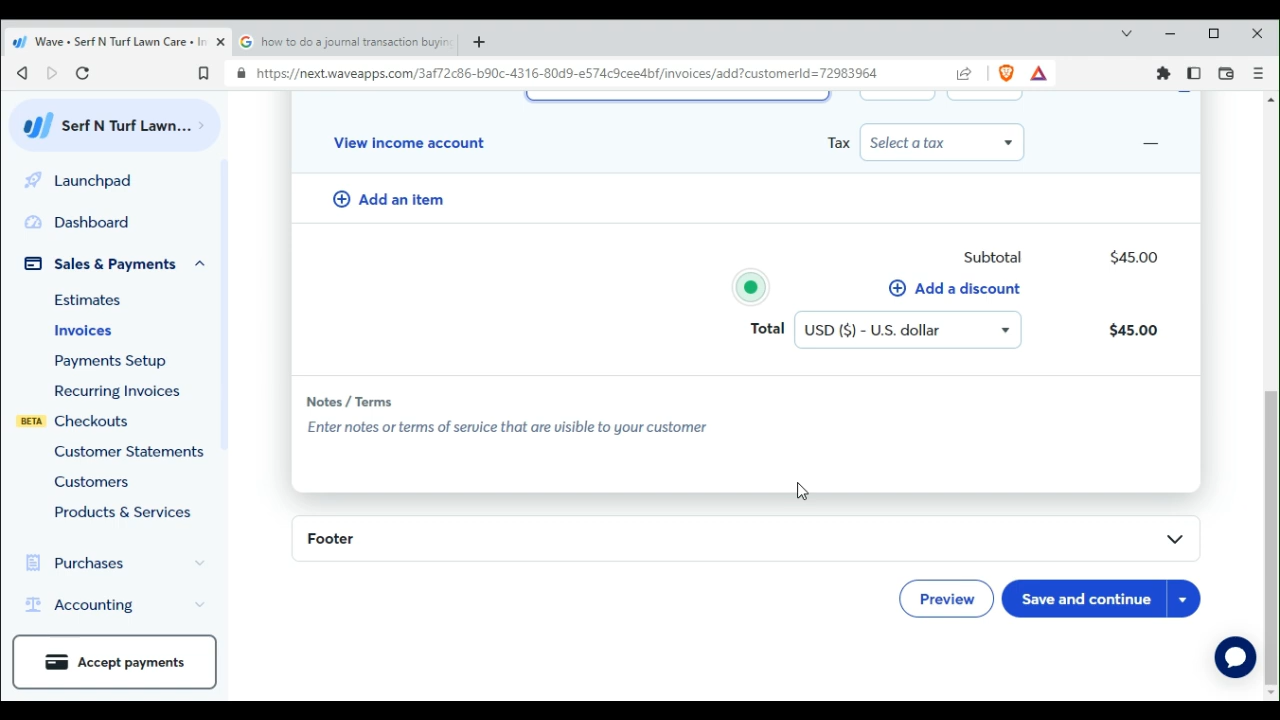 Wave • Serf N Turf Lawn Care • In
how to do a journal transaction buying
https://next.waveapps.com/3af72c86-b90c-4316-80d9-e574c9cee4bf/invoices/add?customerId=72983964
Serf N Turf Lawn...
Launchpad
Dashboard
Sales & Payments
Estimates
Invoices
Payments Setup
Recurring Invoices
BETA Checkouts
Customer Statements
Customers
Products & Services
Purchases
Accounting
Accept payments
View income account
Tax Select a tax
—
Add an item
Subtotal $45.00
Add a discount
Total USD ($) - U.S. dollar $45.00
Notes / Terms
Enter notes or terms of service that are visible to your customer
Footer
Preview
Save and continue